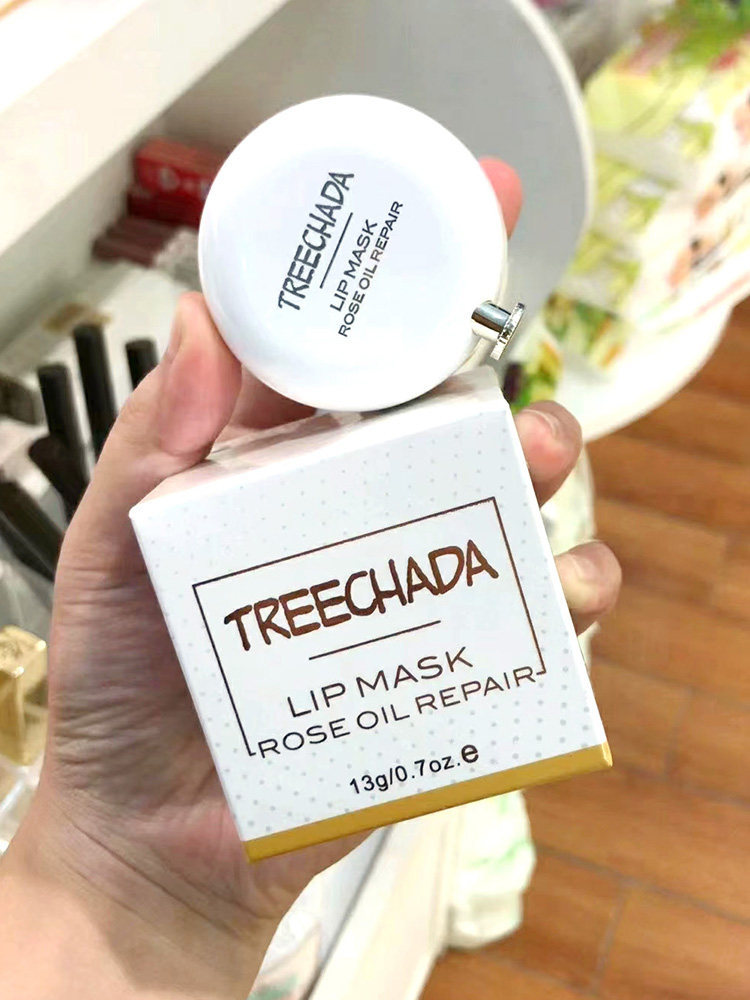 TREECHADA
LIP MASK
ROSE OIL REPAIR
TREECHADA
LIP MASK
ROSE OIL REPAIR
13g/0.7oz.e